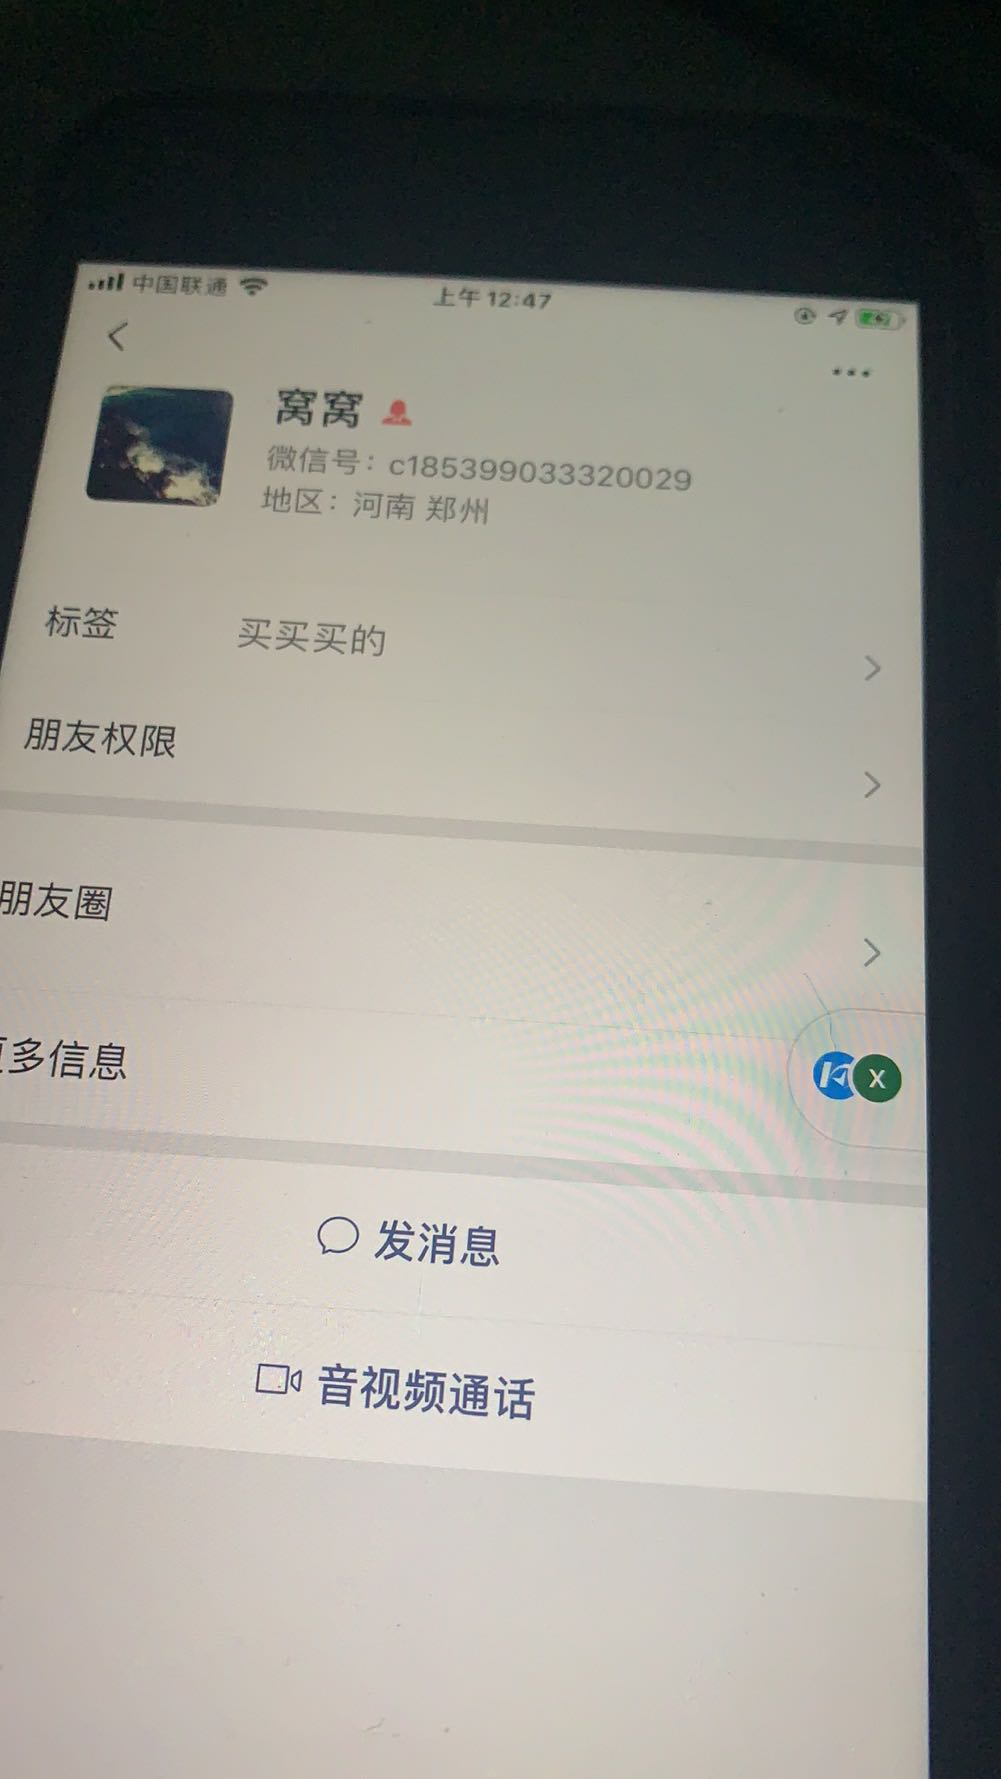 中国联通 上午 12:47
窝窝
微信号：c185399033320029
地区：河南 郑州
标签 买买买的
朋友权限
朋友圈
更多信息
X
发消息
音视频通话